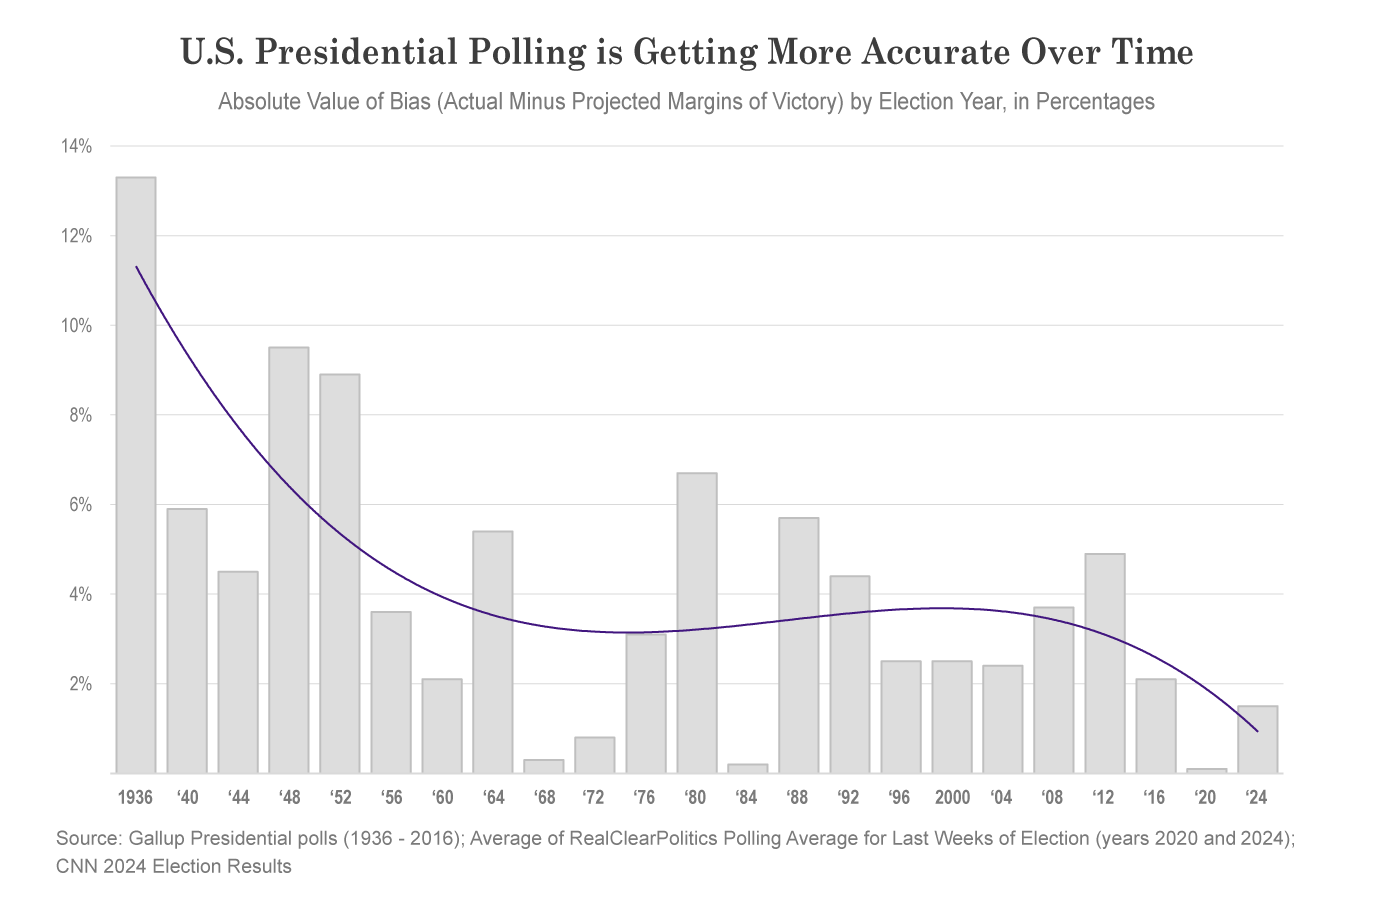 U.S. Presidential Polling is Getting More Accurate Over Time
Absolute Value of Bias (Actual Minus Projected Margins of Victory) by Election Year, in Percentages
14%
12%
10%
8%
6%
4%
2%
1936 ‘40 ‘44 ‘48 ‘52 ‘56 ‘60 ‘64 ‘68 ‘72 ‘76 ‘80 ‘84 ‘88 ‘92 ‘96 2000 ‘04 ‘08 ‘12 ‘16 ‘20 ‘24
Source: Gallup Presidential polls (1936 - 2016); Average of RealClearPolitics Polling Average for Last Weeks of Election (years 2020 and 2024);
CNN 2024 Election Results